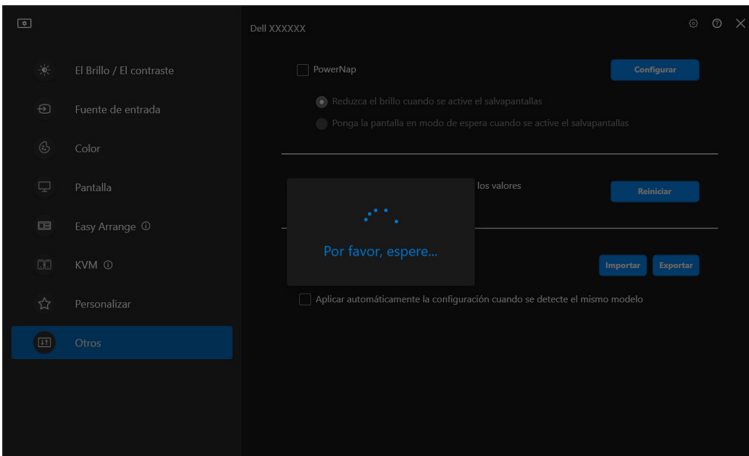 Dell XXXXXX
El Brillo / El contraste
Fuente de entrada
Color
Pantalla
Easy Arrange
KVM
Personalizar
Otros
PowerNap
Configurar
Reduzca el brillo cuando se active el salvapantallas
Ponga la pantalla en modo de espera cuando se active el salvapantallas
los valores
Reiniciar
Por favor, espere...
Importar
Exportar
Aplicar automáticamente la configuración cuando se detecte el mismo modelo